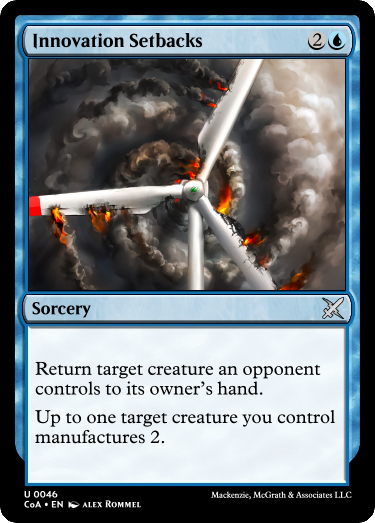 Innovation Setbacks 2
Sorcery
Return target creature an opponent
controls to its owner's hand.
Up to one target creature you control
manufactures 2.
U 0046
CoA • EN ALEX ROMMEL
Mackenzie, McGrath & Associates LLC